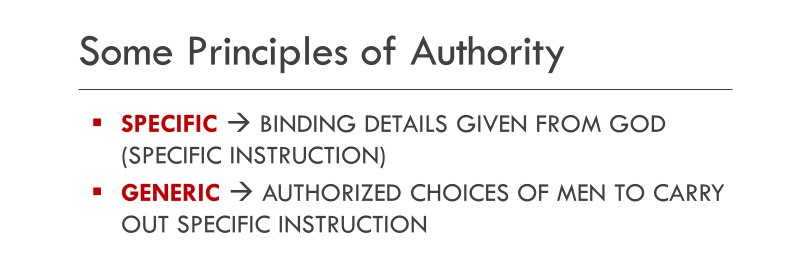 Some Principles of Authority
▪ SPECIFIC → BINDING DETAILS GIVEN FROM GOD
(SPECIFIC INSTRUCTION)
▪ GENERIC → AUTHORIZED CHOICES OF MEN TO CARRY
OUT SPECIFIC INSTRUCTION